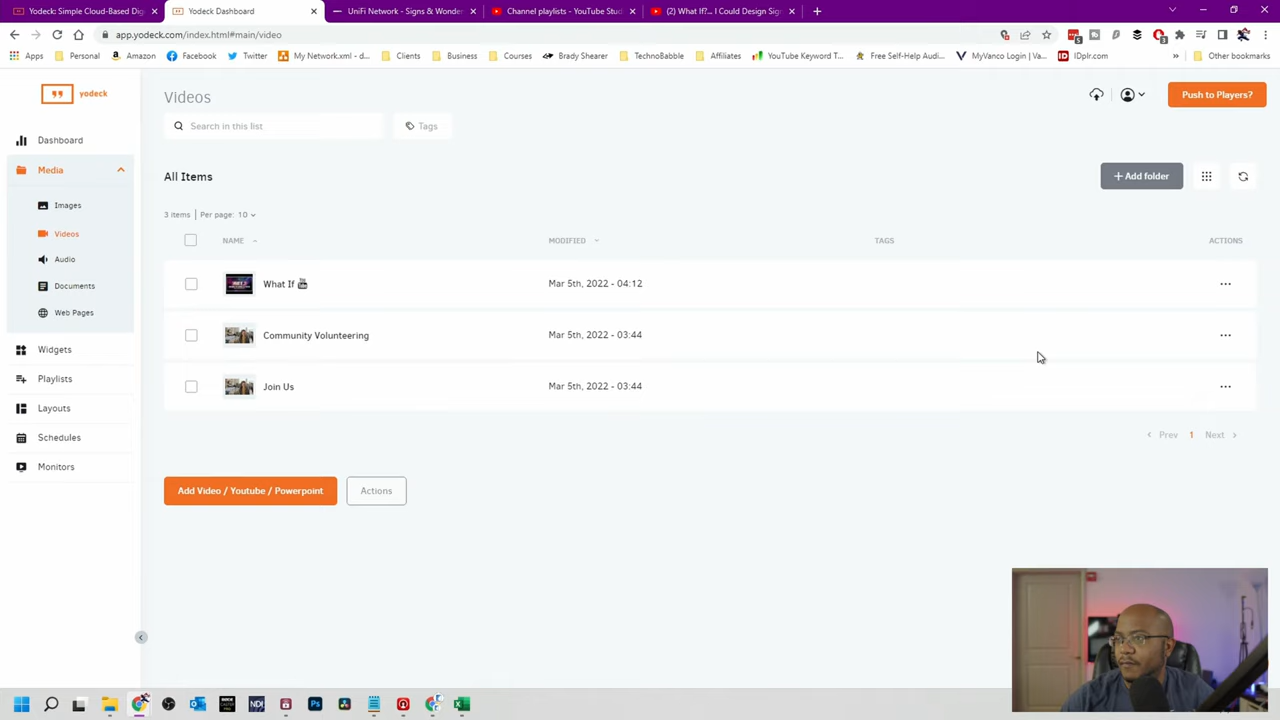 Yodeck: Simple Cloud-Based Dig
Yodeck Dashboard
UniFi Network - Signs & Wonder
Channel playlists - YouTube Stud
(2) What If?... I Could Design Sig
app.yodeck.com/index.html#main/video
Apps
Personal
Amazon
Facebook
Twitter
My Network.xml - d...
Clients
Business
Courses
Brady Shearer
TechnoBabble
Affiliates
YouTube Keyword T...
Free Self-Help Audi...
MyVanco Login | Va...
IDplr.com
»
Other bookmarks
yodeck
Videos
Push to Players?
Search in this list
Tags
Dashboard
Media
Images
Videos
Audio
Documents
Web Pages
Widgets
Playlists
Layouts
Schedules
Monitors
All Items
+ Add folder
3 items | Per page: 10
NAME
MODIFIED
TAGS
ACTIONS
What If
Mar 5th, 2022 - 04:12
...
Community Volunteering
Mar 5th, 2022 - 03:44
...
Join Us
Mar 5th, 2022 - 03:44
...
< Prev 1 Next >
Add Video / Youtube / Powerpoint
Actions